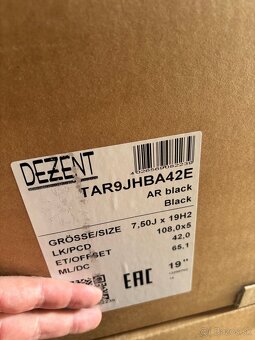 DEZENT
TAR9JHBA42E
AR black
Black
GRÖSSE/SIZE 7.50J x 19H2
LK/PCD 108,0x5
ET/OFFSET 42,0
ML/DC 65,1
EAC 19"